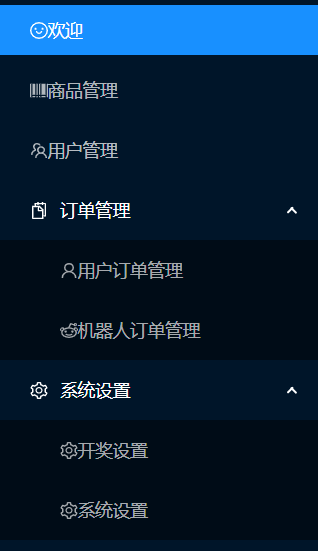 欢迎
商品管理
用户管理
订单管理
用户订单管理
机器人订单管理
系统设置
开奖设置
系统设置